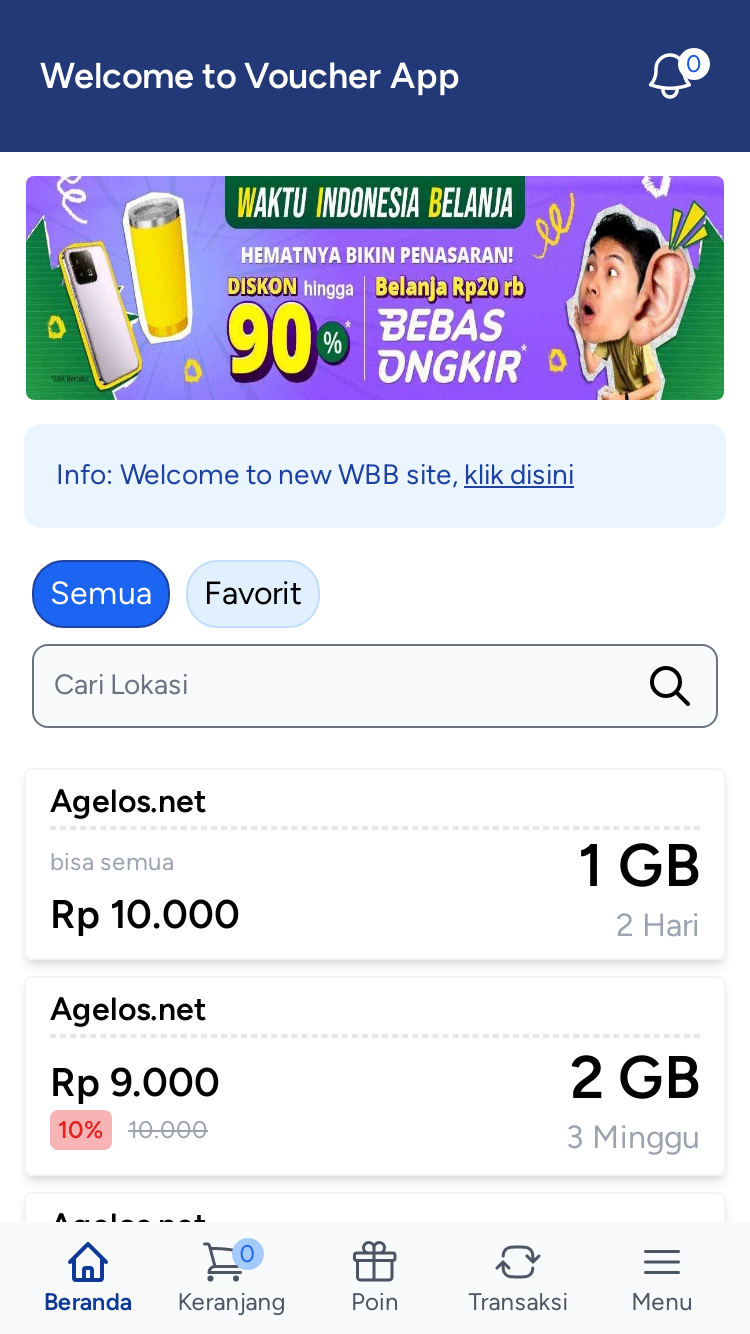 Welcome to Voucher App
0
WAKTU INDONESIA BELANJA
HEMATNYA BIKIN PENASARAN!
DISKON hingga
90%*
Belanja Rp20 rb
BEBAS
ONGKIR*
*S&K Berlaku
Info: Welcome to new WBB site, klik disini
Semua
Favorit
Cari Lokasi
Agelos.net
bisa semua
1 GB
Rp 10.000
2 Hari
Agelos.net
Rp 9.000
2 GB
10% 10.000
3 Minggu
Agelos.net
0
Beranda
Keranjang
Poin
Transaksi
Menu